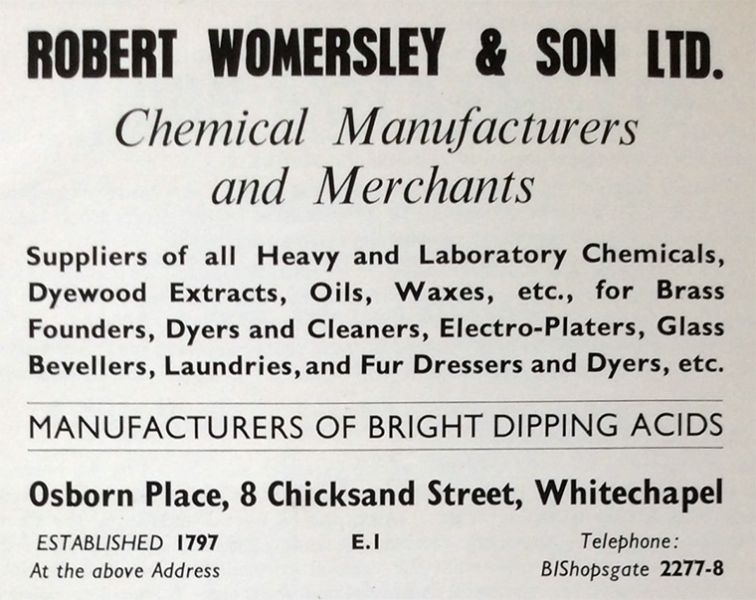 ROBERT WOMERSLEY & SON LTD.
Chemical Manufacturers
and Merchants
Suppliers of all Heavy and Laboratory Chemicals,
Dyewood Extracts, Oils, Waxes, etc., for Brass
Founders, Dyers and Cleaners, Electro-Platers, Glass
Bevellers, Laundries, and Fur Dressers and Dyers, etc.
MANUFACTURERS OF BRIGHT DIPPING ACIDS
Osborn Place, 8 Chicksand Street, Whitechapel
ESTABLISHED 1797 E.1 Telephone:
At the above Address BIShopsgate 2277-8